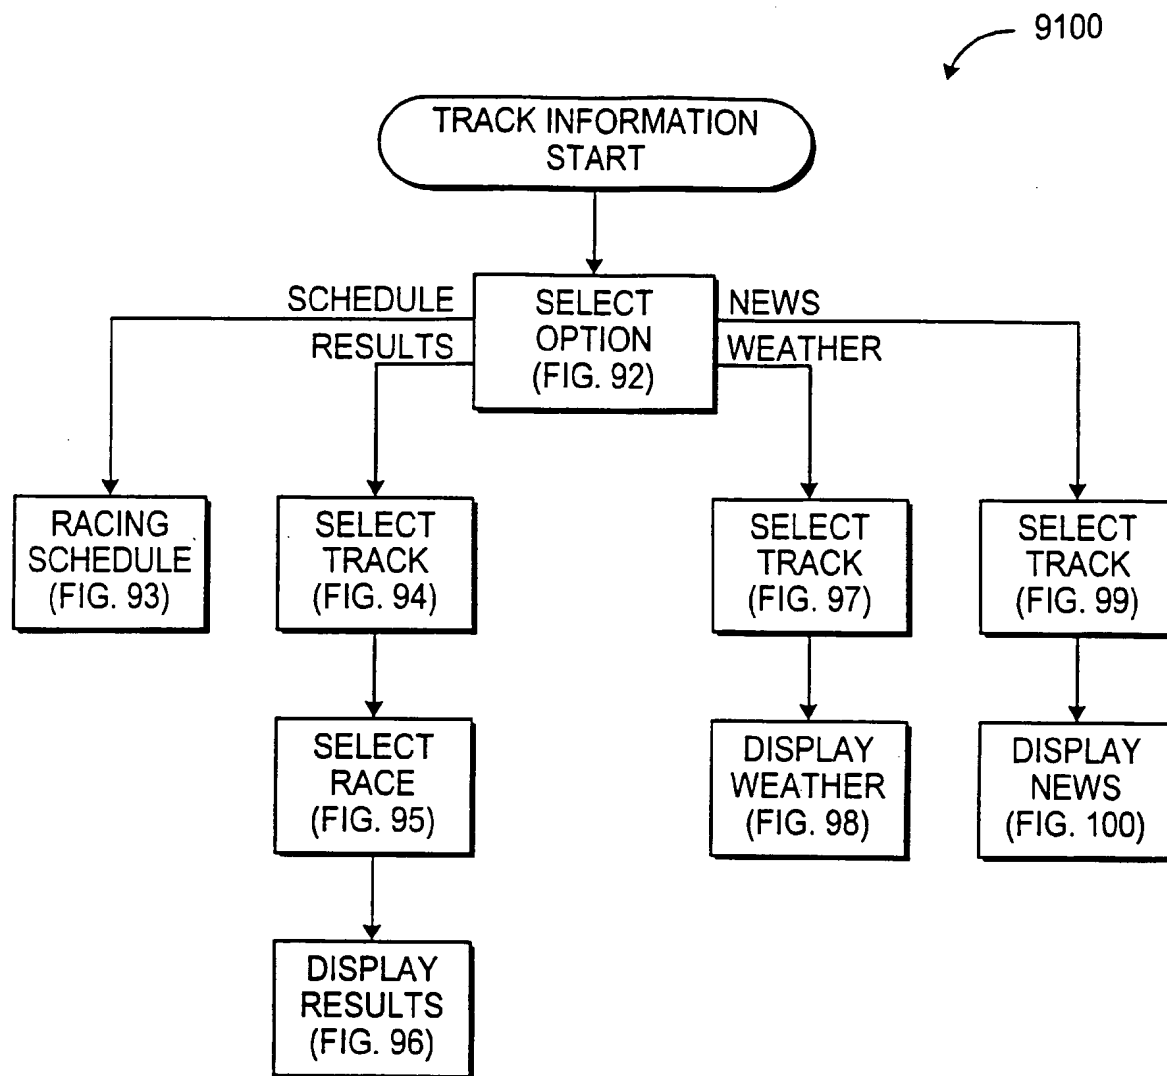 9100
TRACK INFORMATION
START
SCHEDULE
RESULTS
SELECT
OPTION
(FIG. 92)
NEWS
WEATHER
RACING
SCHEDULE
(FIG. 93)
SELECT
TRACK
(FIG. 94)
SELECT
TRACK
(FIG. 97)
SELECT
TRACK
(FIG. 99)
SELECT
RACE
(FIG. 95)
DISPLAY
WEATHER
(FIG. 98)
DISPLAY
NEWS
(FIG. 100)
DISPLAY
RESULTS
(FIG. 96)